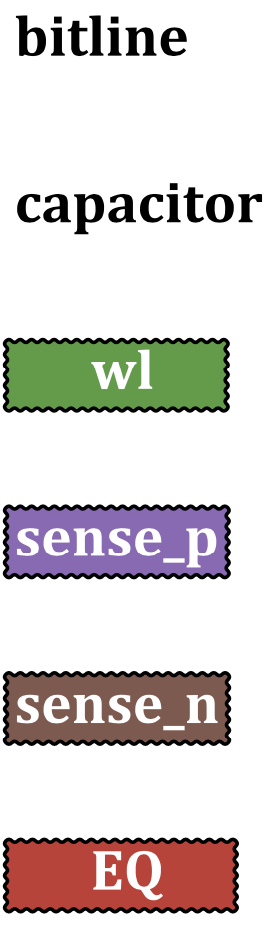 bitline
capacitor
wl
sense_p
sense_n
EQ